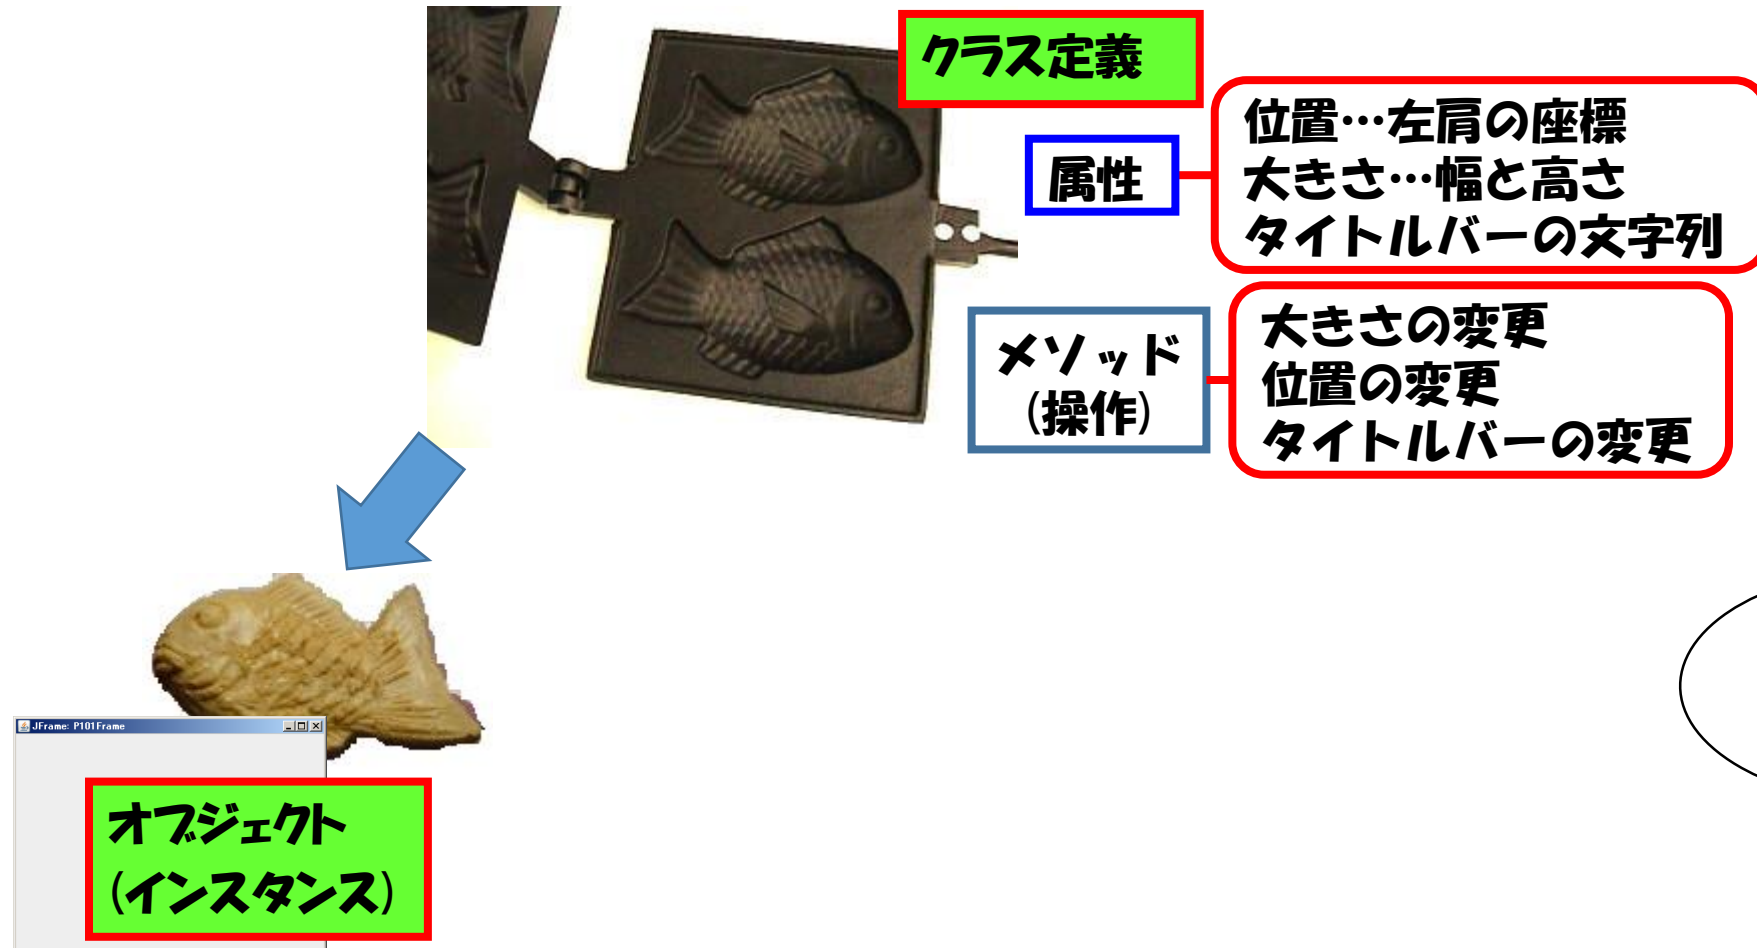 クラス定義
属性
位置…左肩の座標
大きさ…幅と高さ
タイトルバーの文字列
メソッド
(操作)
大きさの変更
位置の変更
タイトルバーの変更
JFrame: P101Frame
オブジェクト
(インスタンス)